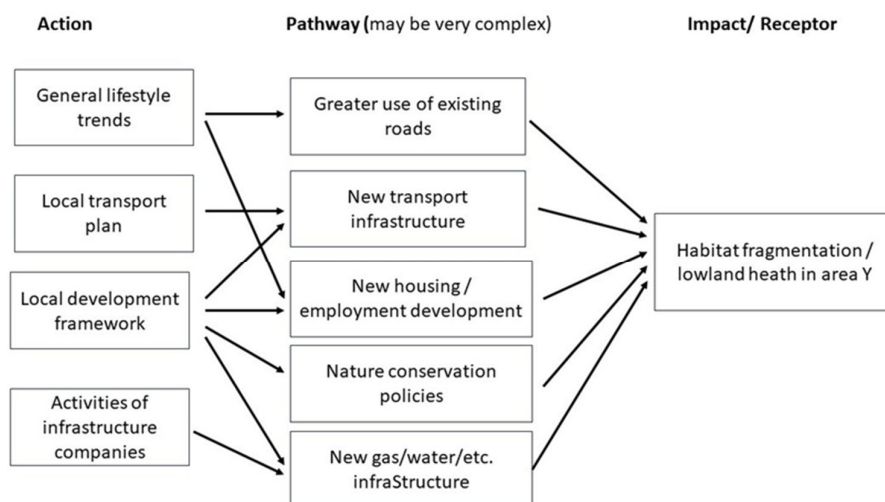 Action
Pathway (may be very complex)
Impact/ Receptor
General lifestyle
trends
Local transport
plan
Local development
framework
Activities of
infrastructure
companies
Greater use of existing
roads
New transport
infrastructure
New housing /
employment development
Nature conservation
policies
New gas/water/etc.
infraStructure
Habitat fragmentation /
lowland heath in area Y